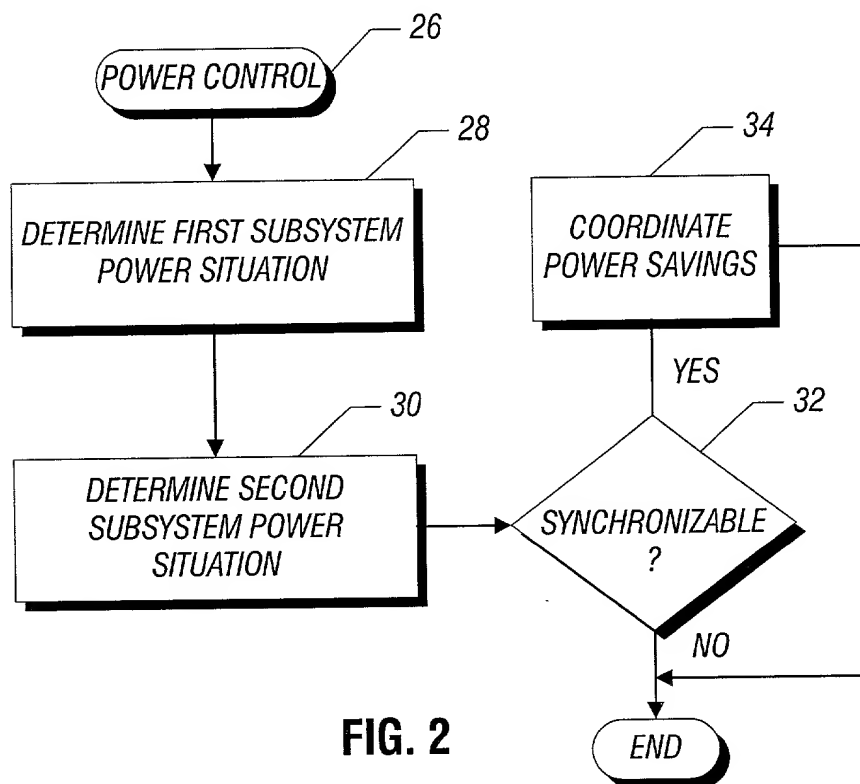 26
POWER CONTROL
28
DETERMINE FIRST SUBSYSTEM
POWER SITUATION
30
DETERMINE SECOND
SUBSYSTEM POWER
SITUATION
34
COORDINATE
POWER SAVINGS
YES
32
SYNCHRONIZABLE
?
NO
END
FIG. 2